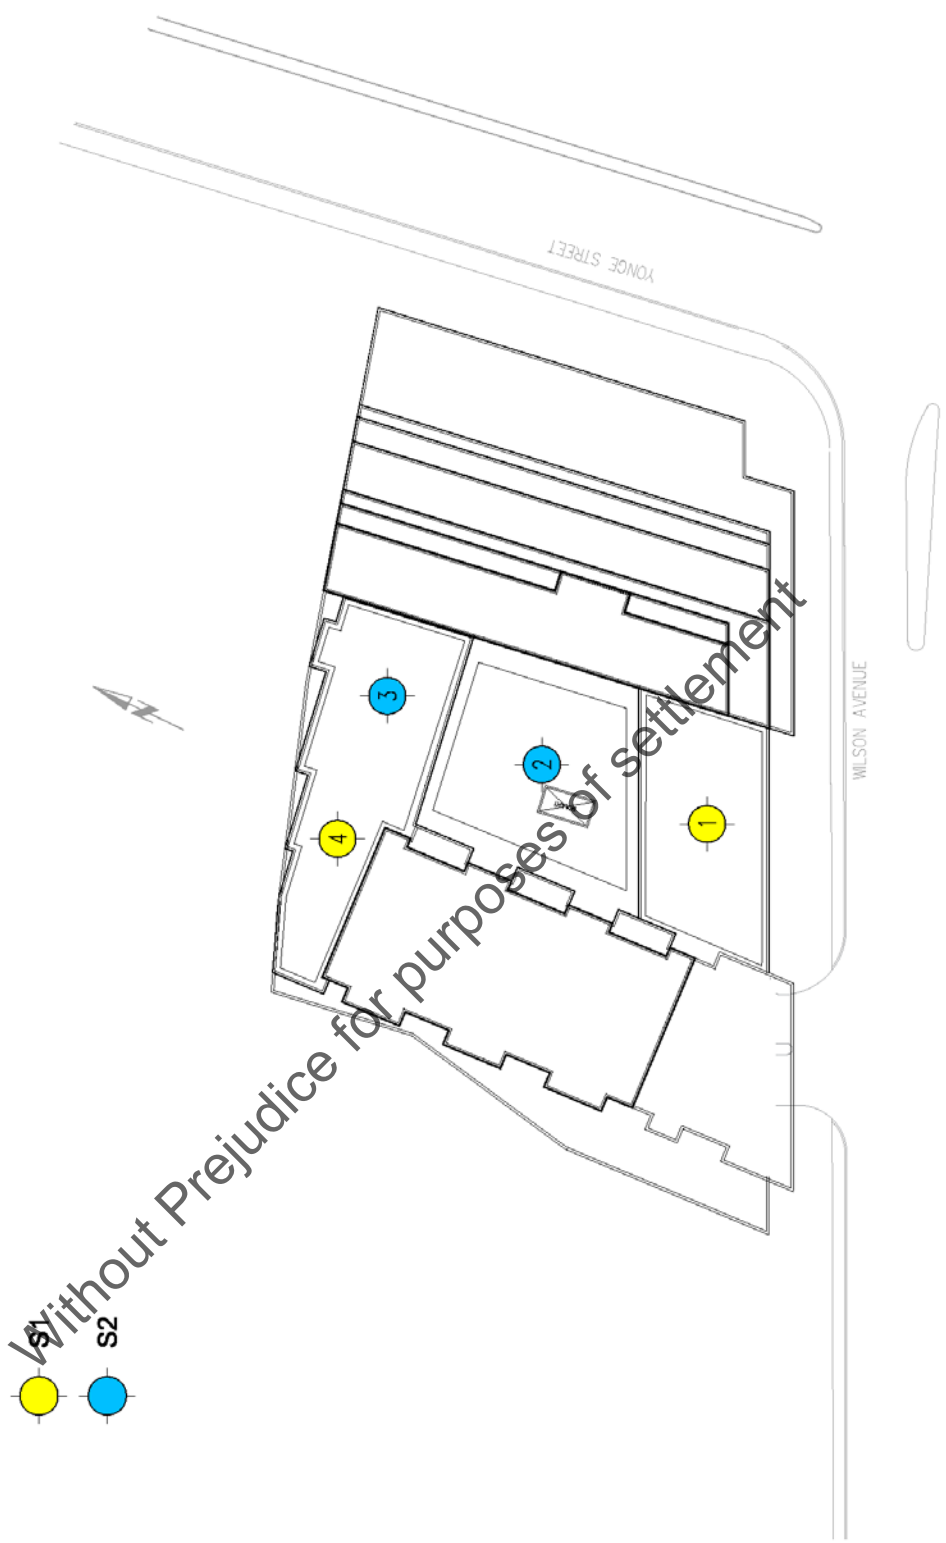 YONGE STREET
3
2
4
1
WILSON AVENUE
N
Without Prejudice for purposes of settlement
S1
S2